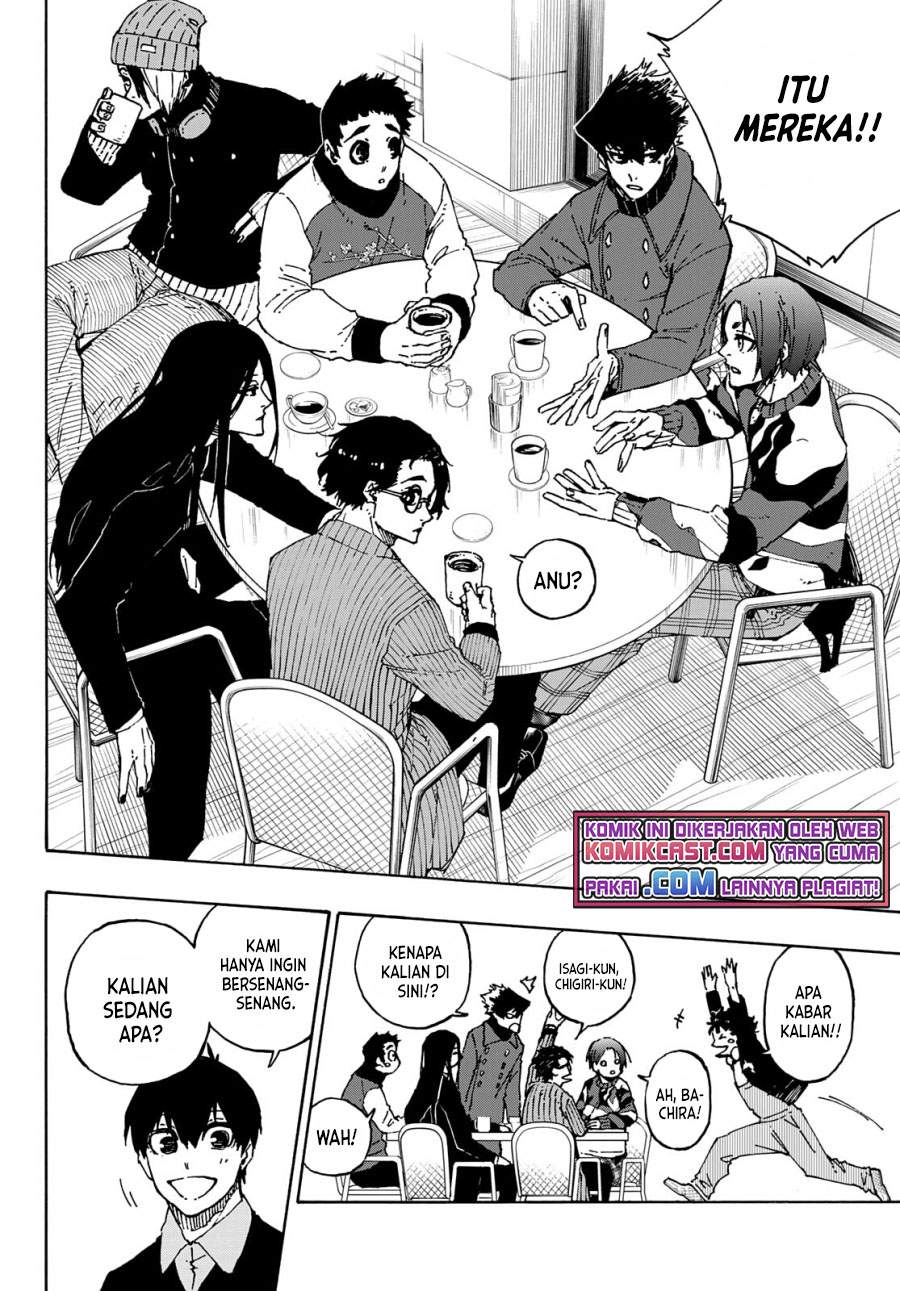 ITU
MEREKA!!
ANU?
KOMIK INI DIKERJAKAN OLEH WEB
KOMIKCAST.COM YANG CUMA
PAKAI .COM LAINNYA PLAGIAT!
APA
KABAR
KALIAN!!
ISAGI-KUN,
CHIGIRI-KUN!
AH, BA-
CHIRA!
KENAPA
KALIAN DI
SINI!?
WAH!
KAMI
HANYA INGIN
BERSENANG-
SENANG.
KALIAN
SEDANG
APA?